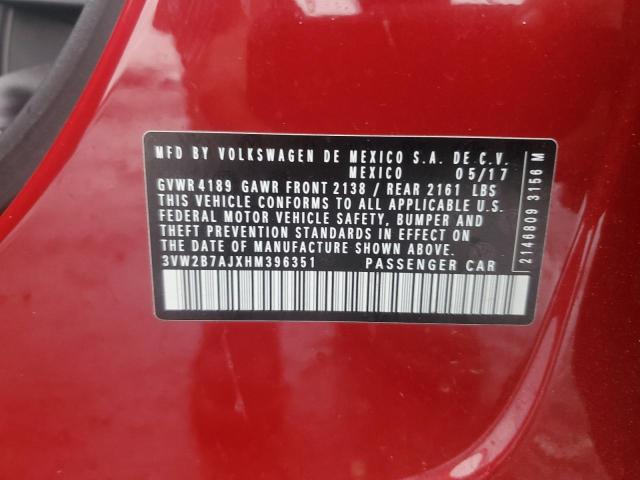 MFD BY VOLKSWAGEN DE MEXICO S.A. DE C.V.
MEXICO 05/17
GVWR 4189 GAWR FRONT 2138 / REAR 2161 LBS
THIS VEHICLE CONFORMS TO ALL APPLICABLE U.S.
FEDERAL MOTOR VEHICLE SAFETY, BUMPER AND
THEFT PREVENTION STANDARDS IN EFFECT ON
THE DATE OF MANUFACTURE SHOWN ABOVE.
3VW2B7AJXHM396351 PASSENGER CAR
2146809 3156 M